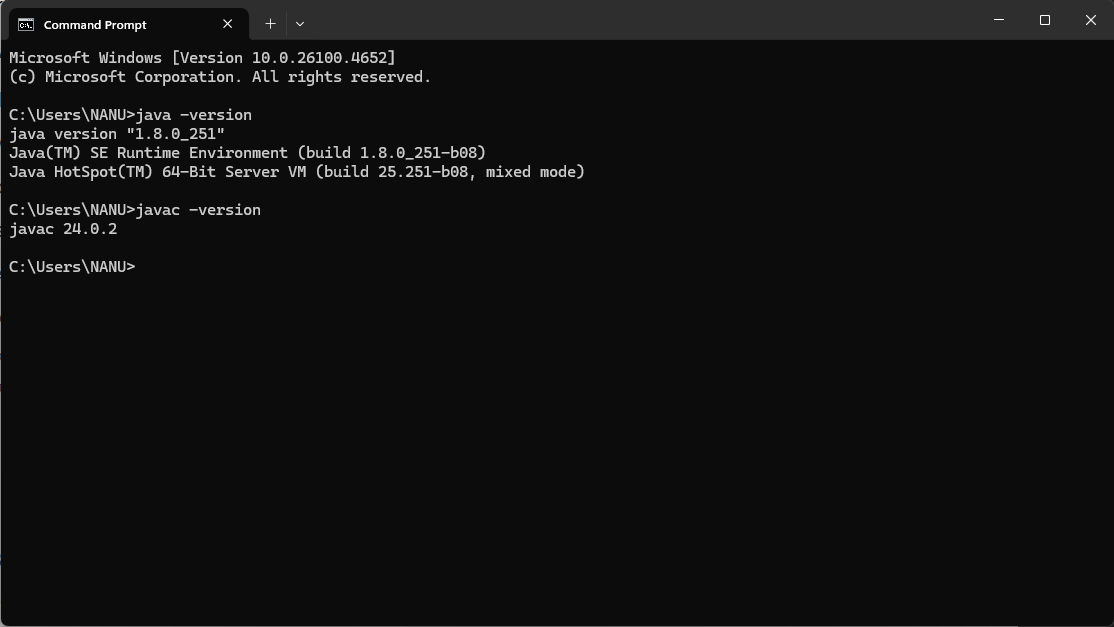 Command Prompt
Microsoft Windows [Version 10.0.26100.4652]
(c) Microsoft Corporation. All rights reserved.
C:\Users\NANU>java -version
java version "1.8.0_251"
Java(TM) SE Runtime Environment (build 1.8.0_251-b08)
Java HotSpot(TM) 64-Bit Server VM (build 25.251-b08, mixed mode)
C:\Users\NANU>javac -version
javac 24.0.2
C:\Users\NANU>